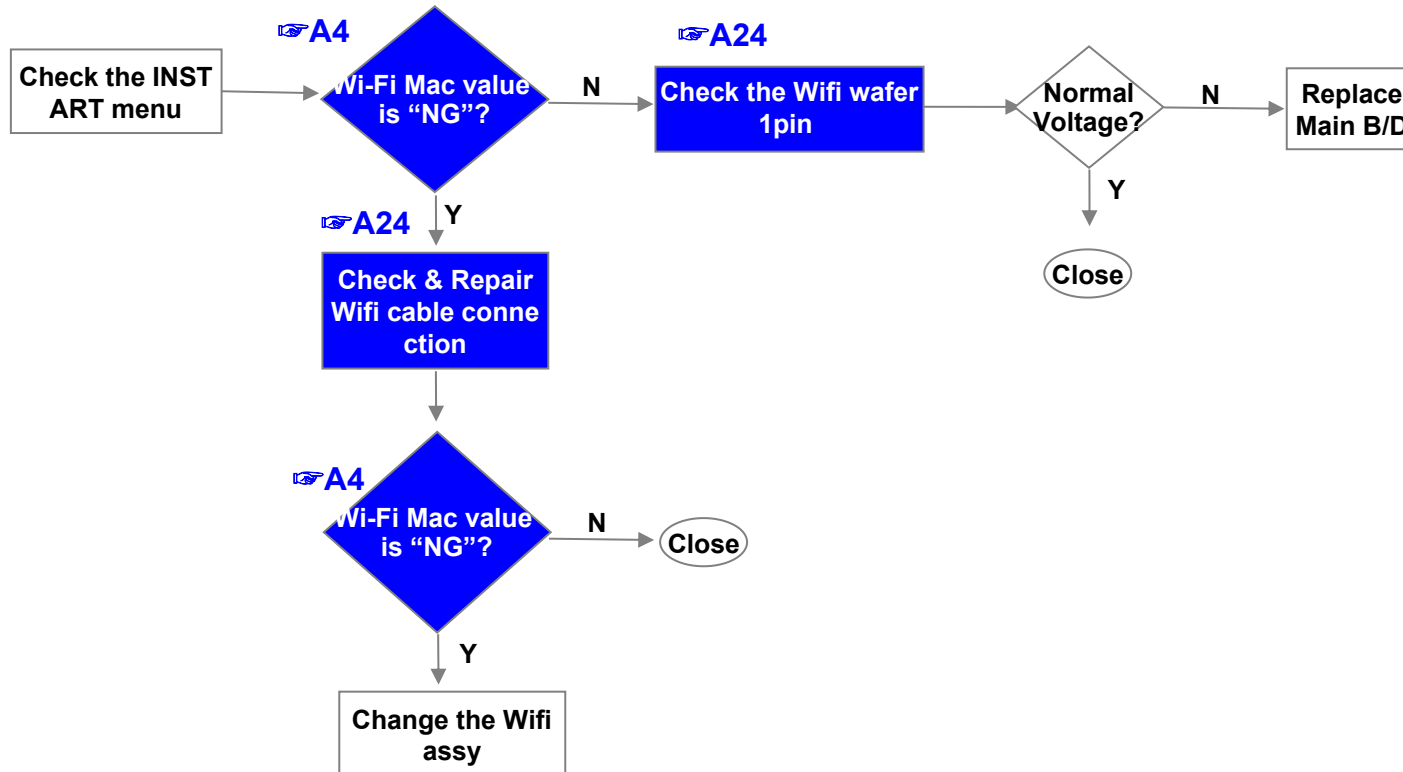 ☞A4
☞A24
Check the INST
ART menu
Wi-Fi Mac value
is “NG”?
N
Check the Wifi wafer
1pin
Normal
Voltage?
N
Replace
Main B/D
☞A24
Y
Y
Check & Repair
Wifi cable conne
ction
Close
☞A4
Wi-Fi Mac value
is “NG”?
N
Close
Y
Change the Wifi
assy